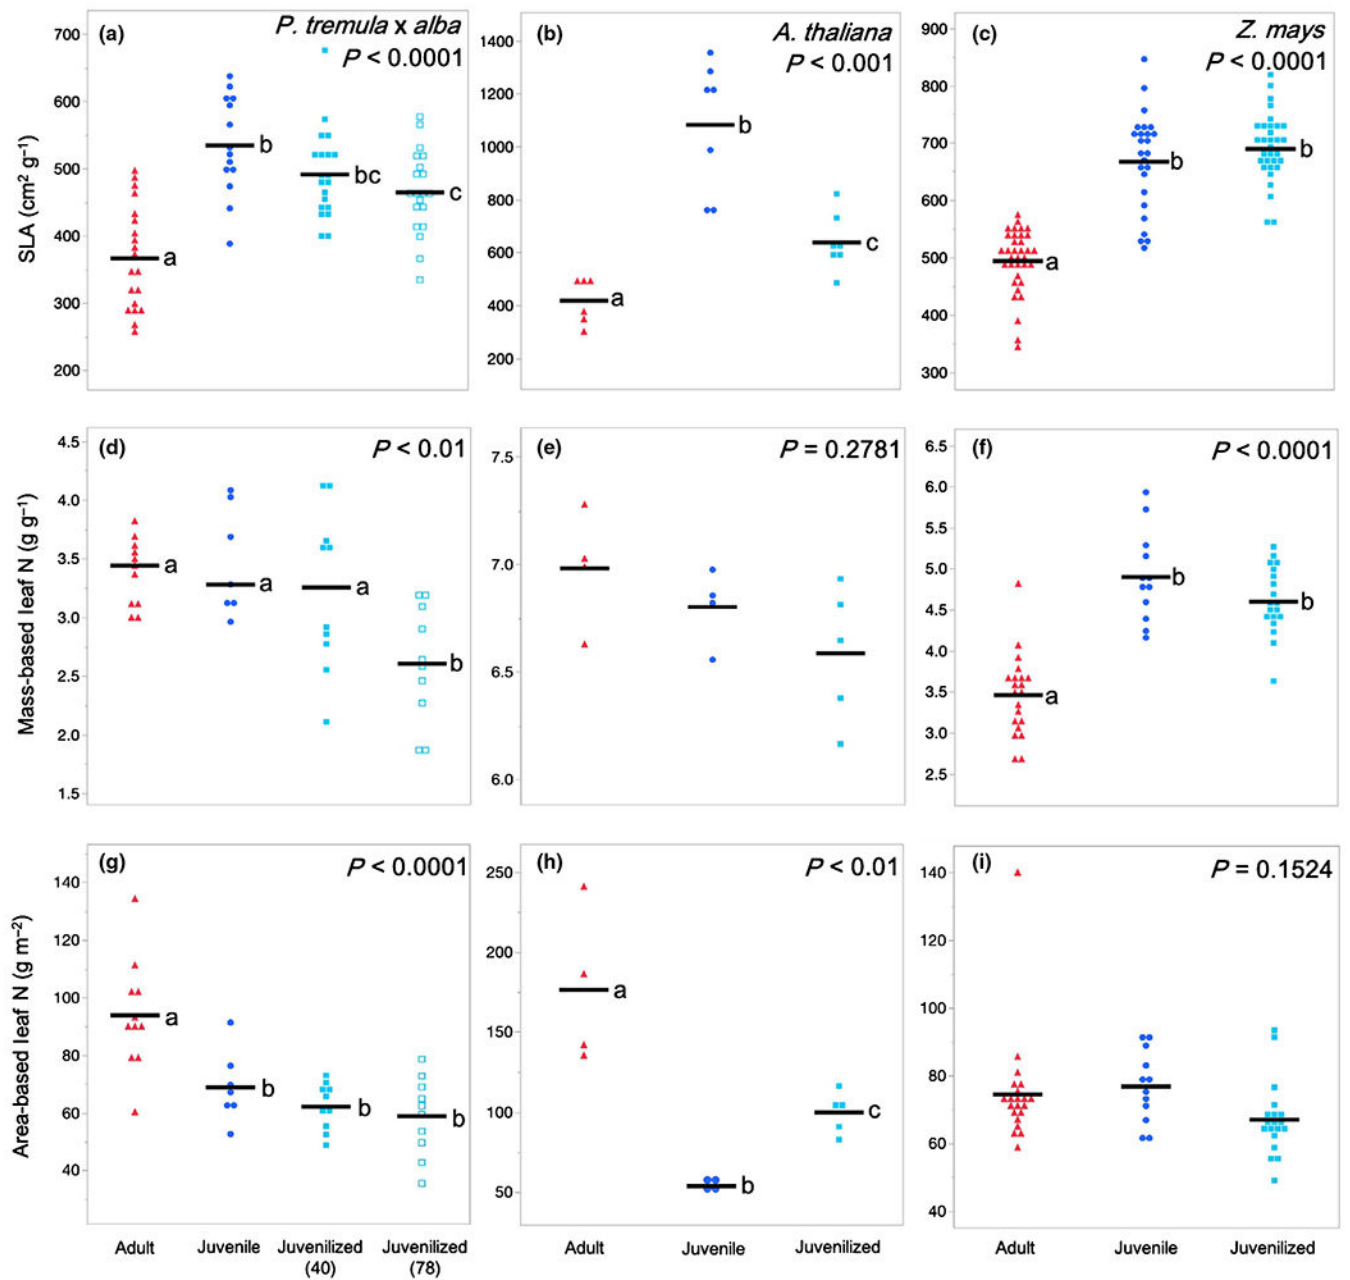 (a) P. tremula x alba
P < 0.0001
(b) A. thaliana
P < 0.001
(c) Z. mays
P < 0.0001
SLA (cm² g⁻¹)
700
600
500
400
300
200
a
b
bc
c
1400
1200
1000
800
600
400
200
a
b
c
900
800
700
600
500
400
300
a
b
b
(d) P < 0.01
(e) P = 0.2781
(f) P < 0.0001
Mass-based leaf N (g g⁻¹)
4.5
4.0
3.5
3.0
2.5
2.0
1.5
a
a
a
b
7.5
7.0
6.5
6.0
6.5
6.0
5.5
5.0
4.5
4.0
3.5
3.0
2.5
a
b
b
(g) P < 0.0001
(h) P < 0.01
(i) P = 0.1524
Area-based leaf N (g m⁻²)
140
120
100
80
60
40
a
b
b
b
250
200
150
100
50
a
b
c
140
120
100
80
60
40
Adult Juvenile Juvenilized Juvenilized
(40) (78)
Adult Juvenile Juvenilized
Adult Juvenile Juvenilized